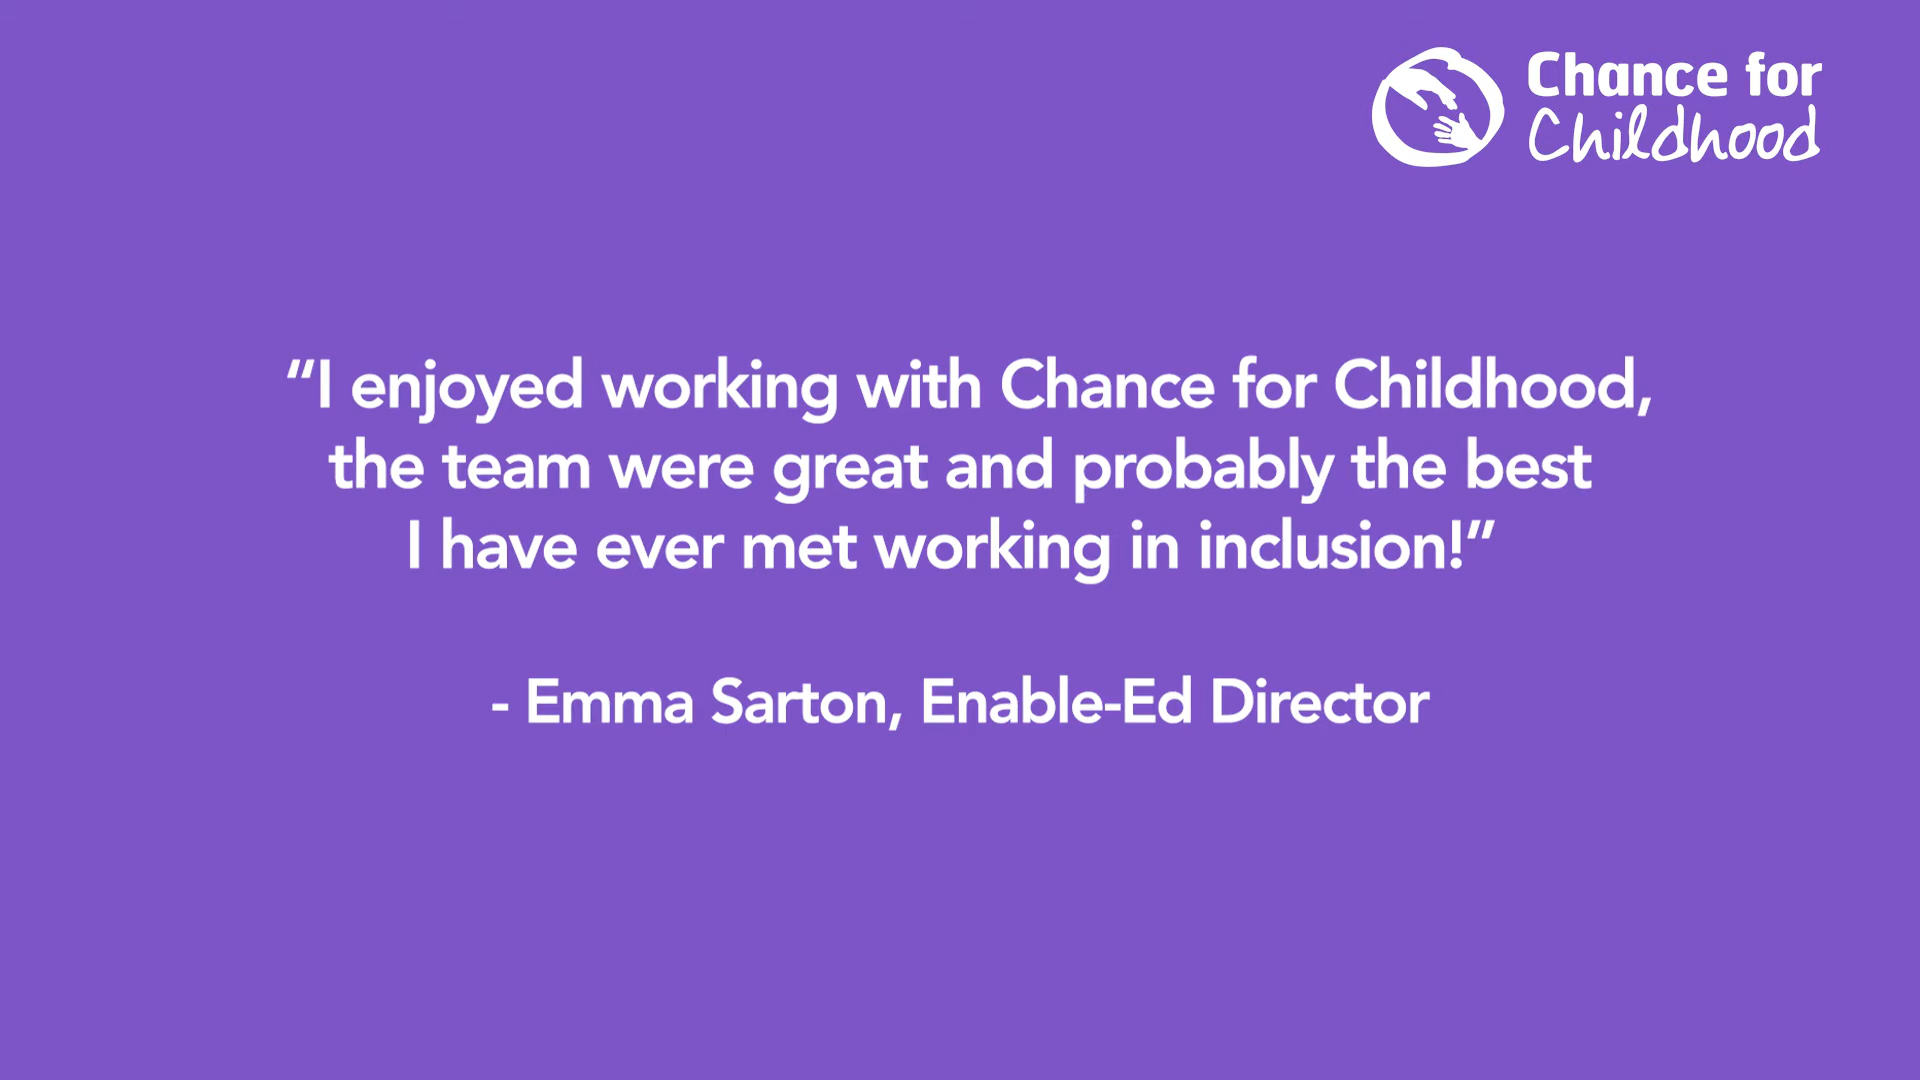 Chance for
Childhood
“I enjoyed working with Chance for Childhood,
the team were great and probably the best
I have ever met working in inclusion!”
- Emma Sarton, Enable-Ed Director